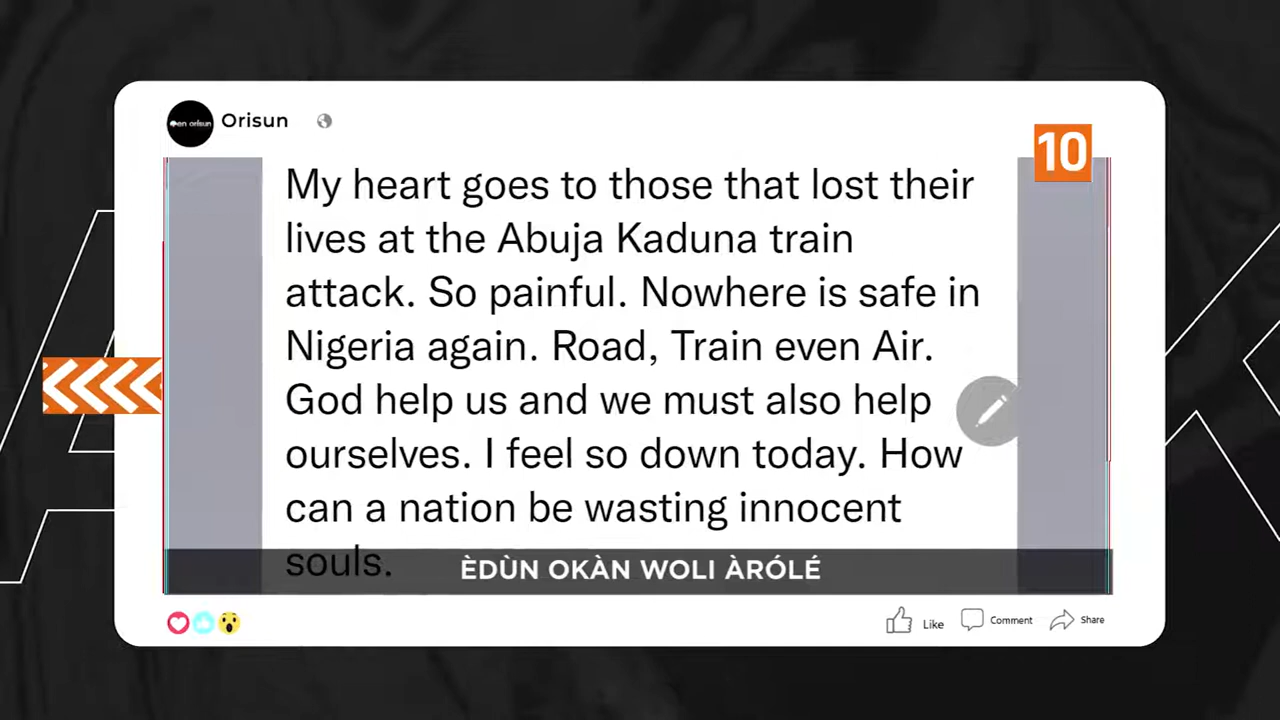 en orisun
Orisun
10
My heart goes to those that lost their
lives at the Abuja Kaduna train
attack. So painful. Nowhere is safe in
Nigeria again. Road, Train even Air.
God help us and we must also help
ourselves. I feel so down today. How
can a nation be wasting innocent
souls.
ÈDÙN OKÀN WOLI ÀRÓLÉ
Like
Comment
Share